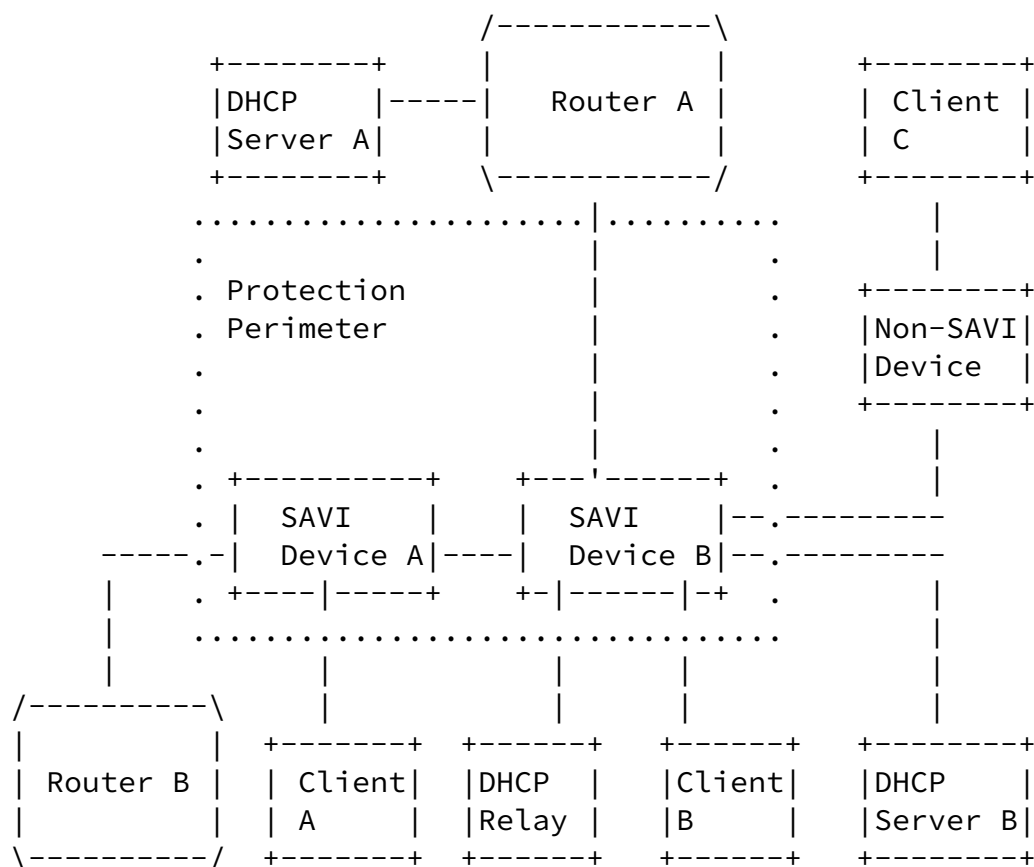 DHCP
Server A
Router A
Client
C
Protection
Perimeter
Non-SAVI
Device
SAVI
Device A
SAVI
Device B
Router B
Client
A
DHCP
Relay
Client
B
DHCP
Server B